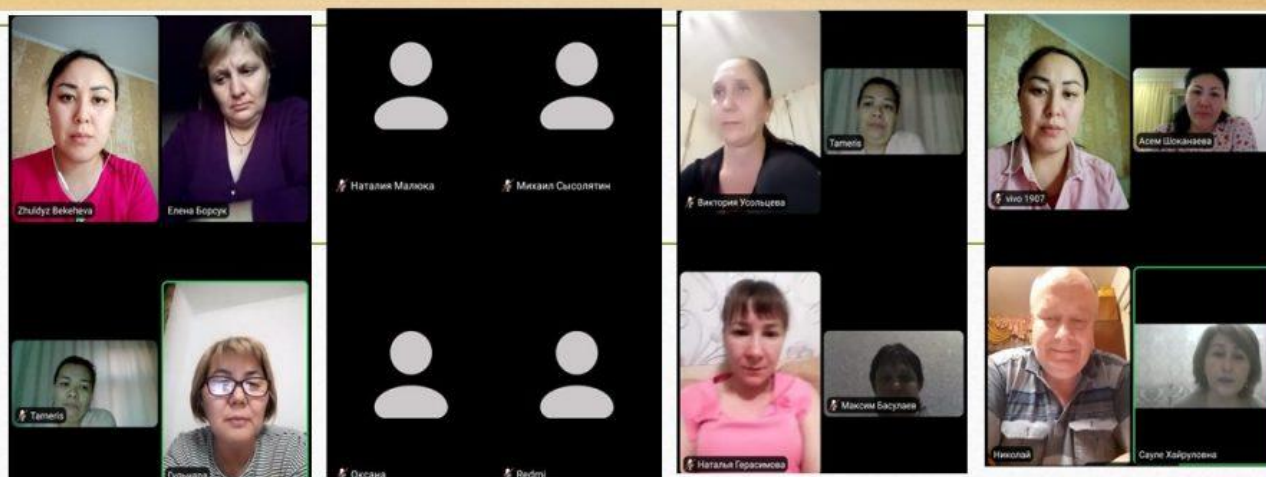 Zhuldyz Bekeheva
Елена Борсук
Tameris
Гульнара
Наталия Малюка
Михаил Сысолятин
Оксана
Redmi
Виктория Усольцева
Tameris
Наталья Герасимова
Максим Басулаев
vivo 1907
Асем Шоканаева
Николай
Сауле Хайруловна